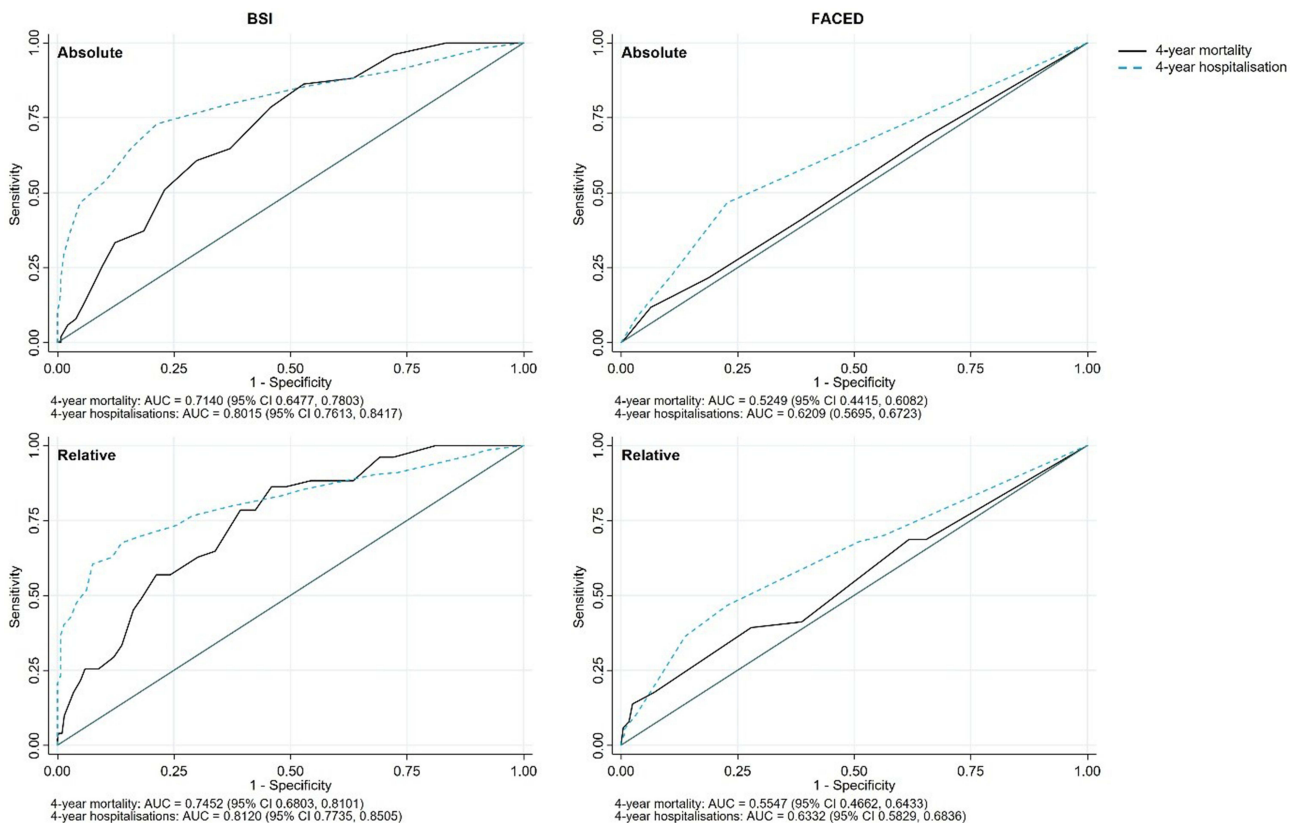 BSI
FACED
Absolute
1.00
0.75
0.50
0.25
0.00
Sensitivity
0.00 0.25 0.50 0.75 1.00
1 - Specificity
4-year mortality: AUC = 0.7140 (95% CI 0.6477, 0.7803)
4-year hospitalisations: AUC = 0.8015 (95% CI 0.7613, 0.8417)
Absolute
1.00
0.75
0.50
0.25
0.00
Sensitivity
0.00 0.25 0.50 0.75 1.00
1 - Specificity
4-year mortality: AUC = 0.5249 (95% CI 0.4415, 0.6082)
4-year hospitalisations: AUC = 0.6209 (0.5695, 0.6723)
4-year mortality
4-year hospitalisation
Relative
1.00
0.75
0.50
0.25
0.00
Sensitivity
0.00 0.25 0.50 0.75 1.00
1 - Specificity
4-year mortality: AUC = 0.7452 (95% CI 0.6803, 0.8101)
4-year hospitalisations: AUC = 0.8120 (95% CI 0.7735, 0.8505)
Relative
1.00
0.75
0.50
0.25
0.00
Sensitivity
0.00 0.25 0.50 0.75 1.00
1 - Specificity
4-year mortality: AUC = 0.5547 (95% CI 0.4662, 0.6433)
4-year hospitalisations: AUC = 0.6332 (95% CI 0.5829, 0.6836)